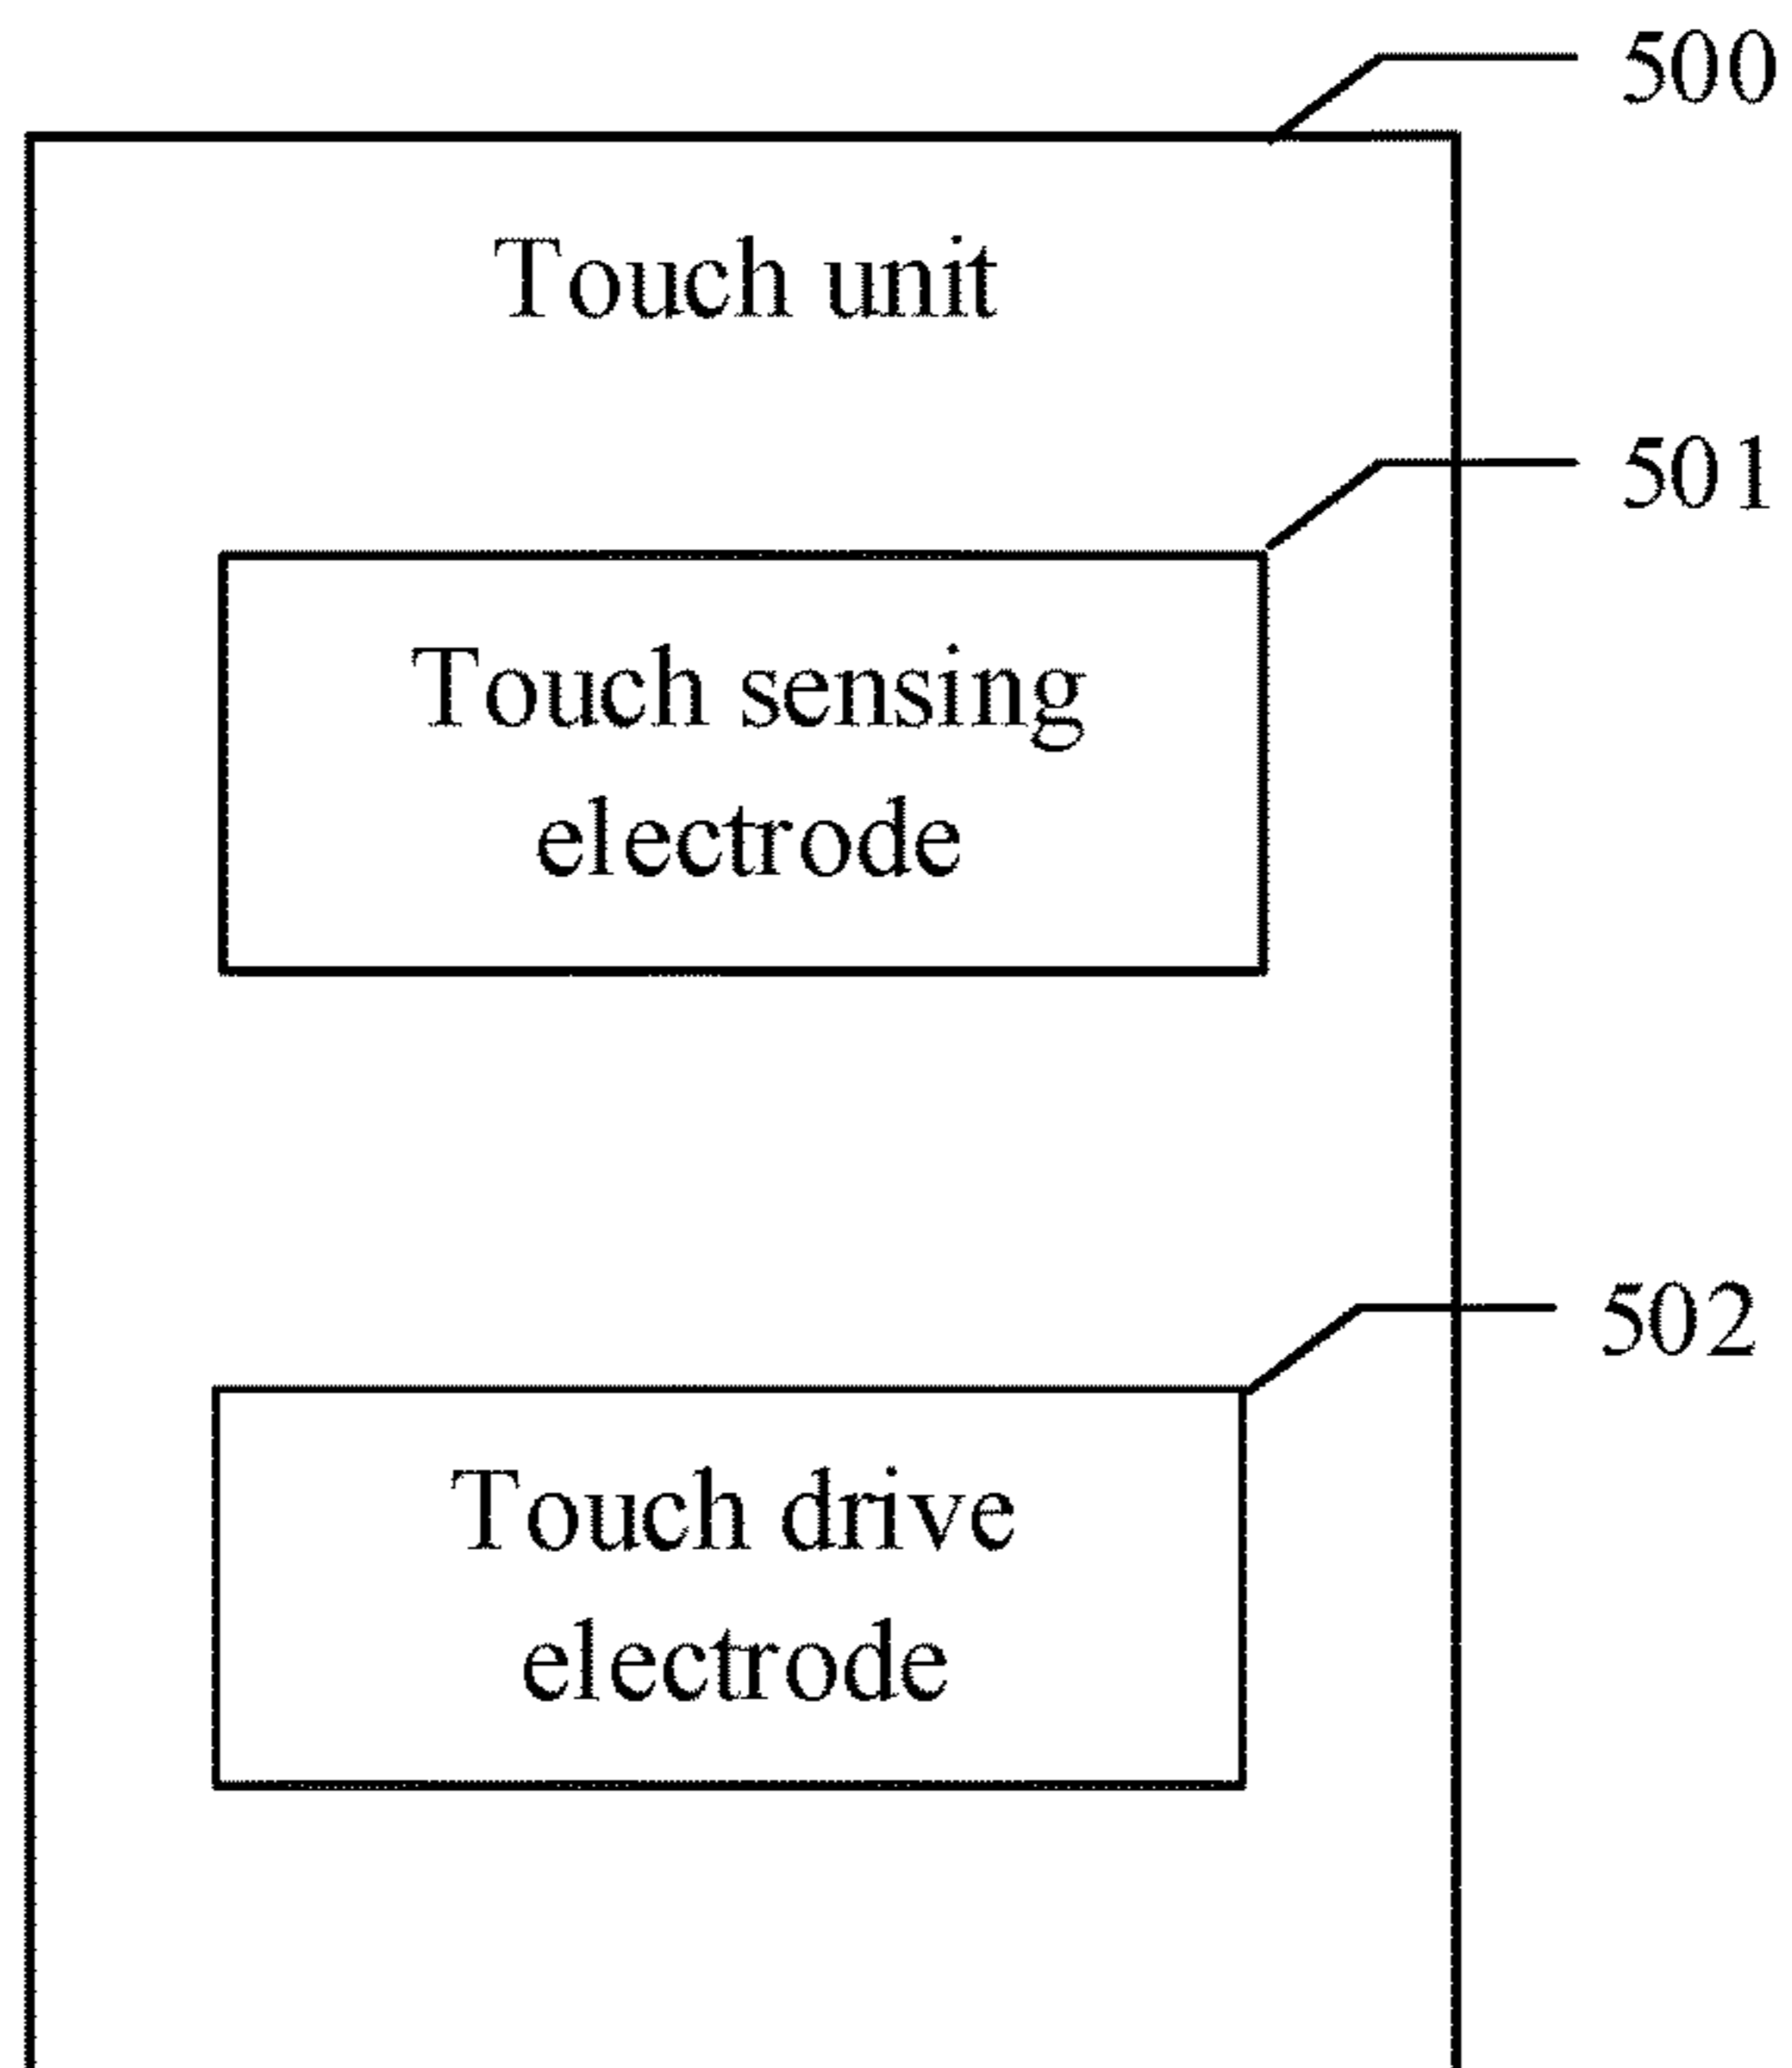 500
Touch unit
501
Touch sensing
electrode
502
Touch drive
electrode